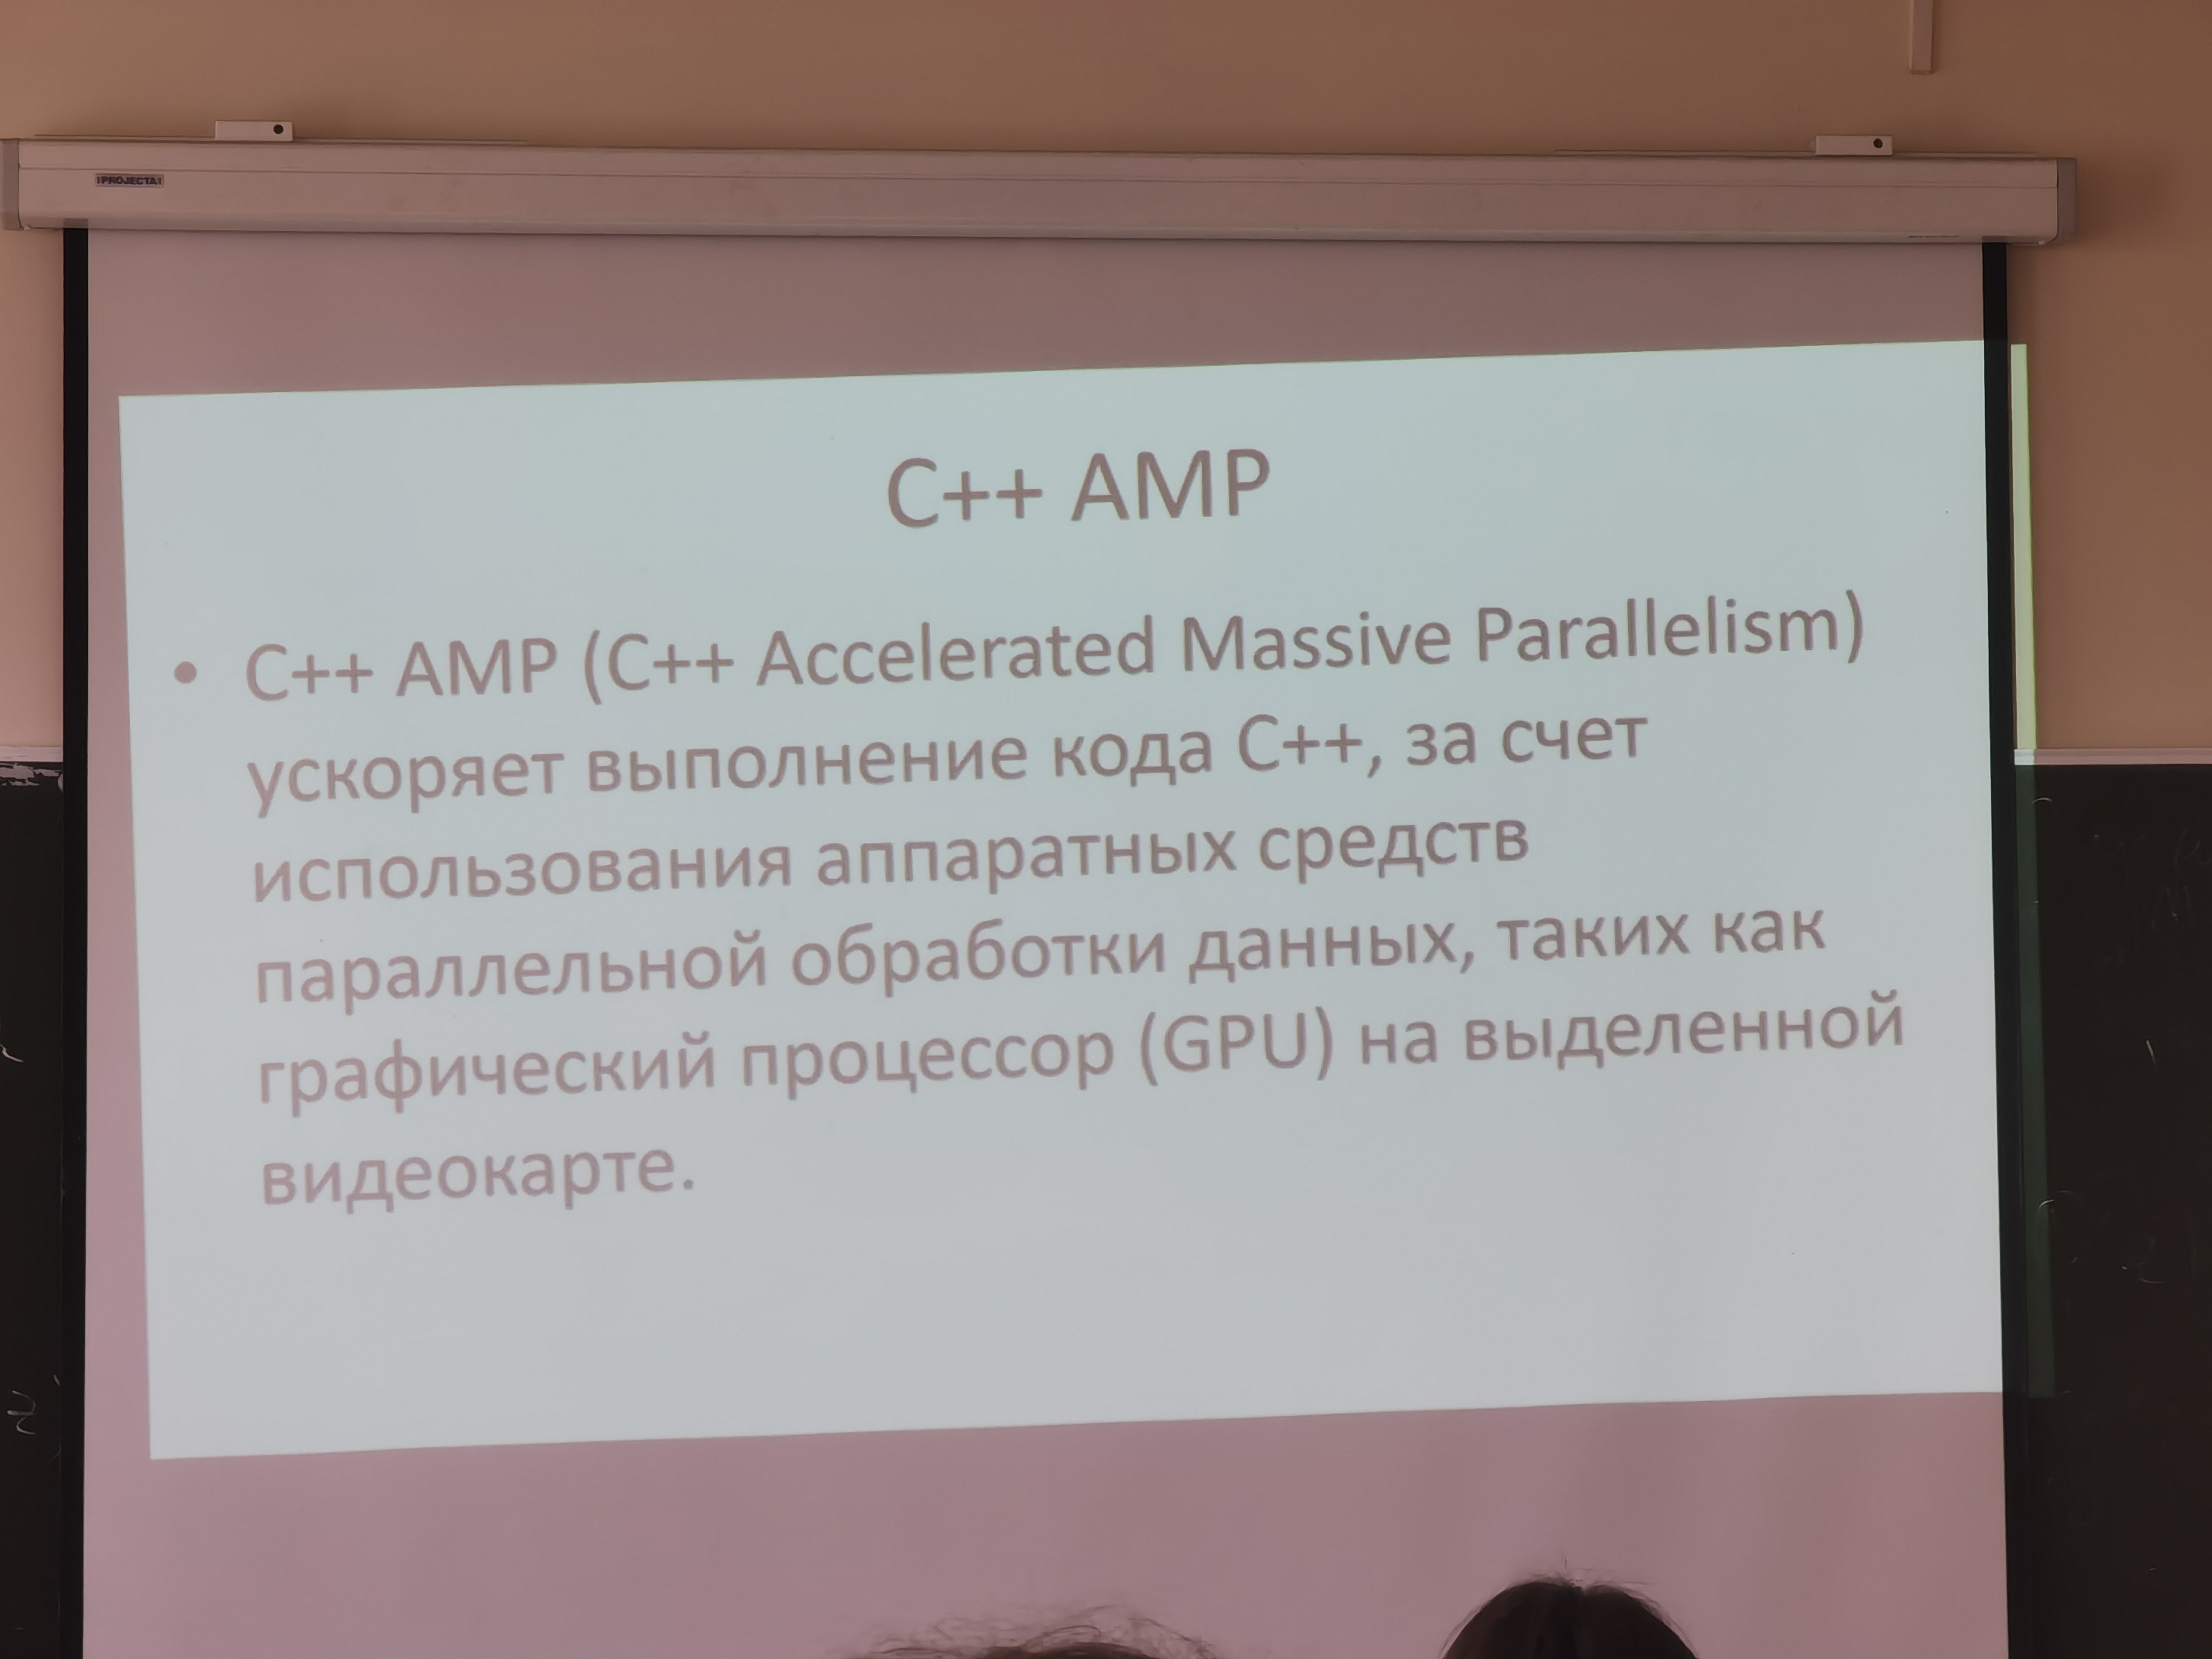 PROJECTA
C++ AMP
• C++ AMP (C++ Accelerated Massive Parallelism)
ускоряет выполнение кода C++, за счет
использования аппаратных средств
параллельной обработки данных, таких как
графический процессор (GPU) на выделенной
видеокарте.